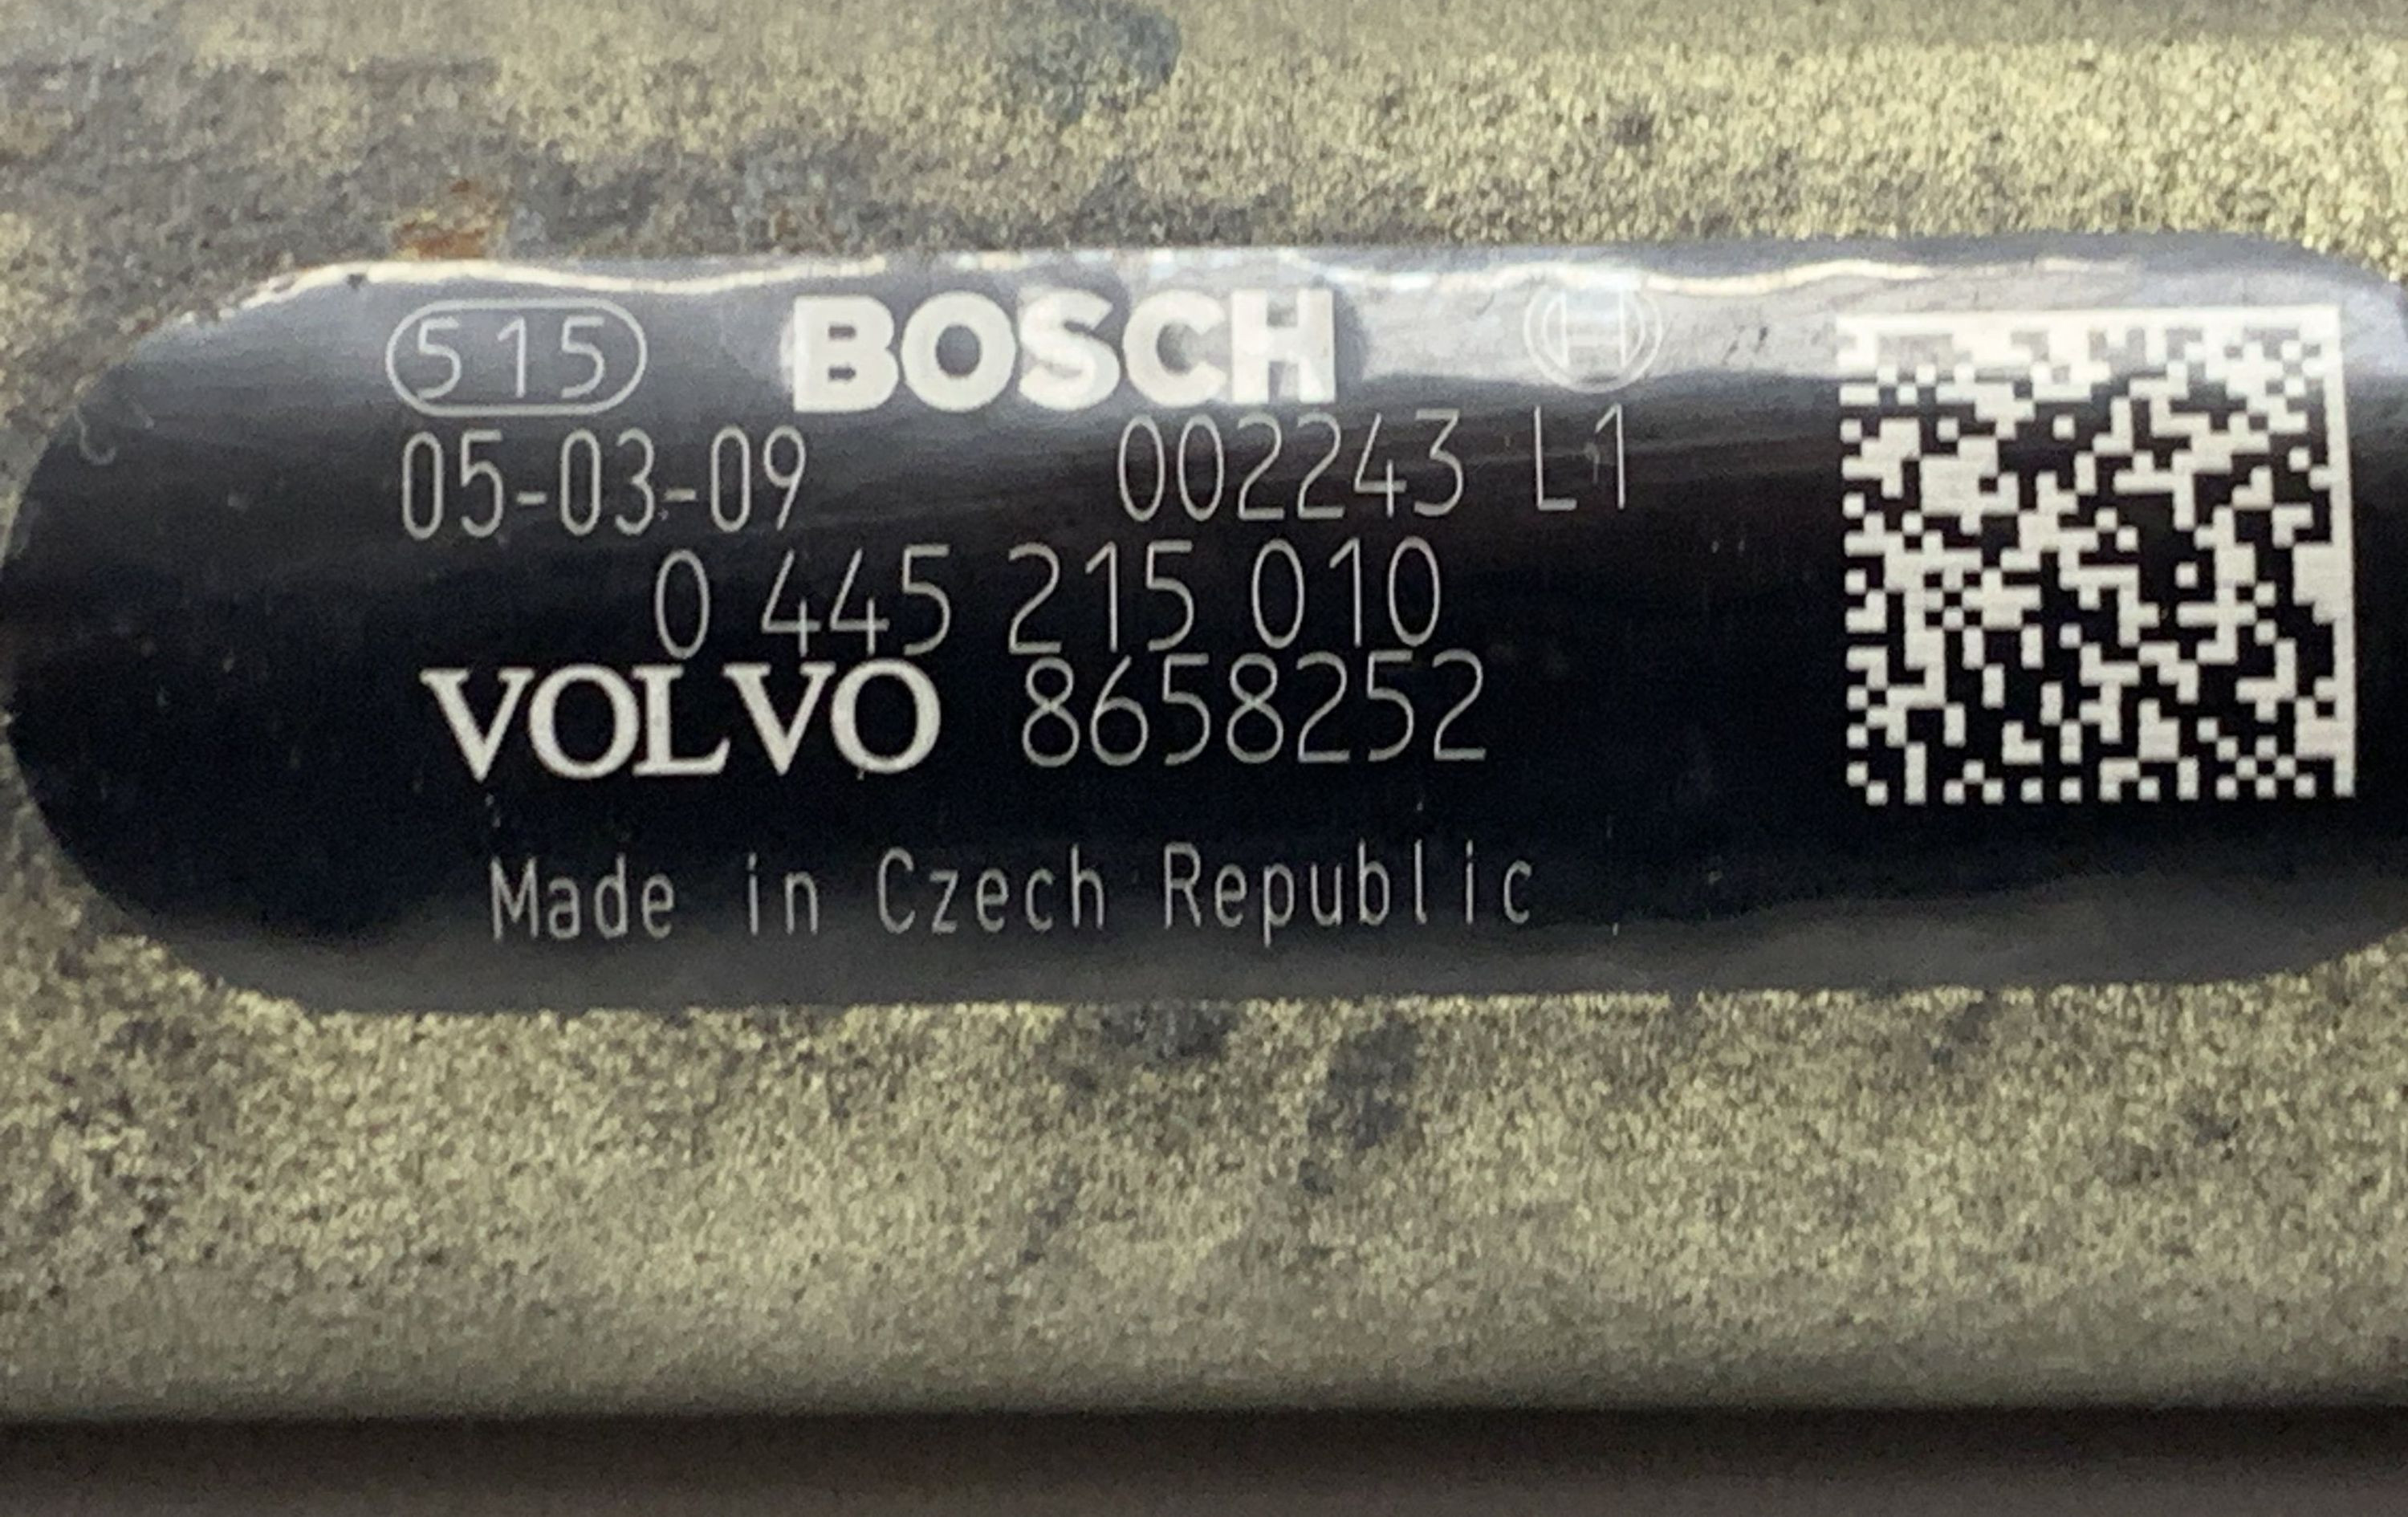 515 BOSCH
05-03-09 002243 L1
0 445 215 010
VOLVO 8658252
Made in Czech Republic